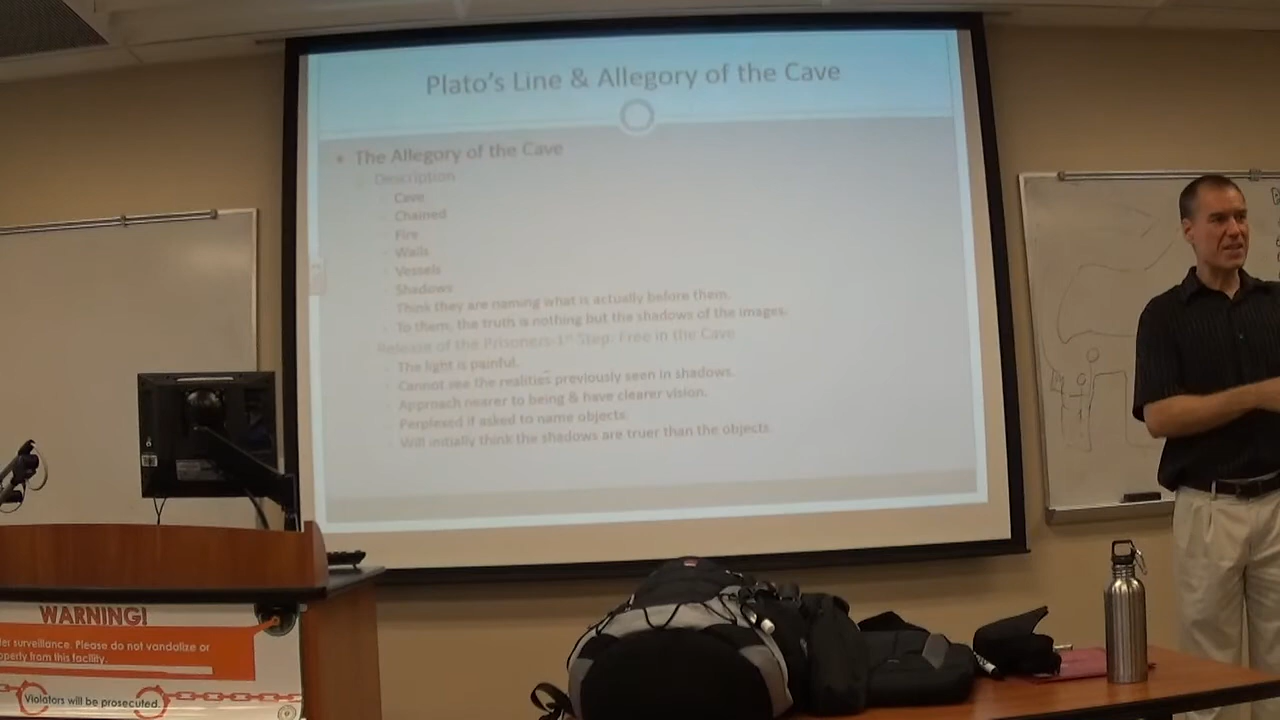 Plato's Line & Allegory of the Cave
The Allegory of the Cave
Description
Cave
Chained
Fire
Walls
Vessels
Shadows
Think they are naming what is actually before them.
To them, the truth is nothing but the shadows of the images.
Release of the Prisoners-1st Step: Free in the Cave
The light is painful.
Cannot see the realities previously seen in shadows.
Approach nearer to being & have clearer vision.
Perplexed if asked to name objects.
Will initially think the shadows are truer than the objects.
WARNING!
surveillance. Please do not vandalize or
from this facility.
Violators will be prosecuted.